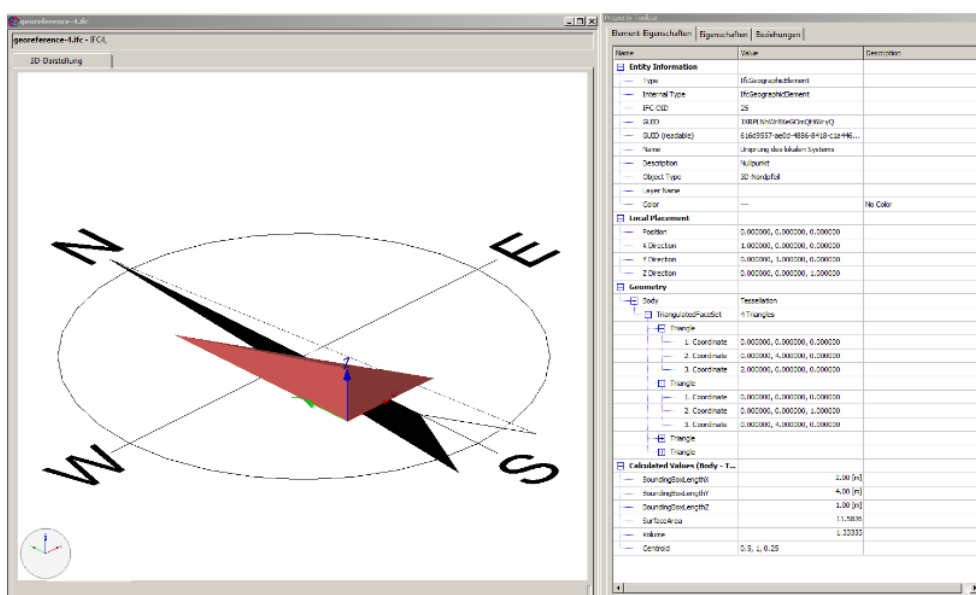 georeference-4.ifc
georeference-4.ifc - IFC4,
3D-Darstellung
N
E
W
S
Z
Property Toolbar
Element-Eigenschaften Eigenschaften Beziehungen
Name Value Description
Entity Information
Type IfcGeographicElement
Internal Type IfcGeographicElement
IFC OID 25
GUID
GUID (readable)
Name Ursprung des lokalen Systems
Description Nullpunkt
Object Type 3D-Nordpfeil
Layer Name
Color --- No Color
Local Placement
Position 0.000000, 0.000000, 0.000000
X Direction 1.000000, 0.000000, 0.000000
Y Direction 0.000000, 1.000000, 0.000000
Z Direction 0.000000, 0.000000, 1.000000
Geometry
Body Tessellation
TriangulatedFaceSet 4 Triangles
Triangle
1. Coordinate 0.000000, 0.000000, 0.000000
2. Coordinate 0.000000, 4.000000, 0.000000
3. Coordinate 2.000000, 0.000000, 0.000000
Triangle
1. Coordinate 0.000000, 0.000000, 0.000000
2. Coordinate 0.000000, 0.000000, 1.000000
3. Coordinate 0.000000, 4.000000, 0.000000
Triangle
Triangle
Calculated Values (Body - T...
BoundingBoxLengthX 2.00 [m]
BoundingBoxLengthY 4.00 [m]
BoundingBoxLengthZ 1.00 [m]
SurfaceArea 11.5826
Volume 1.33333
Centroid 0.5, 1, 0.25